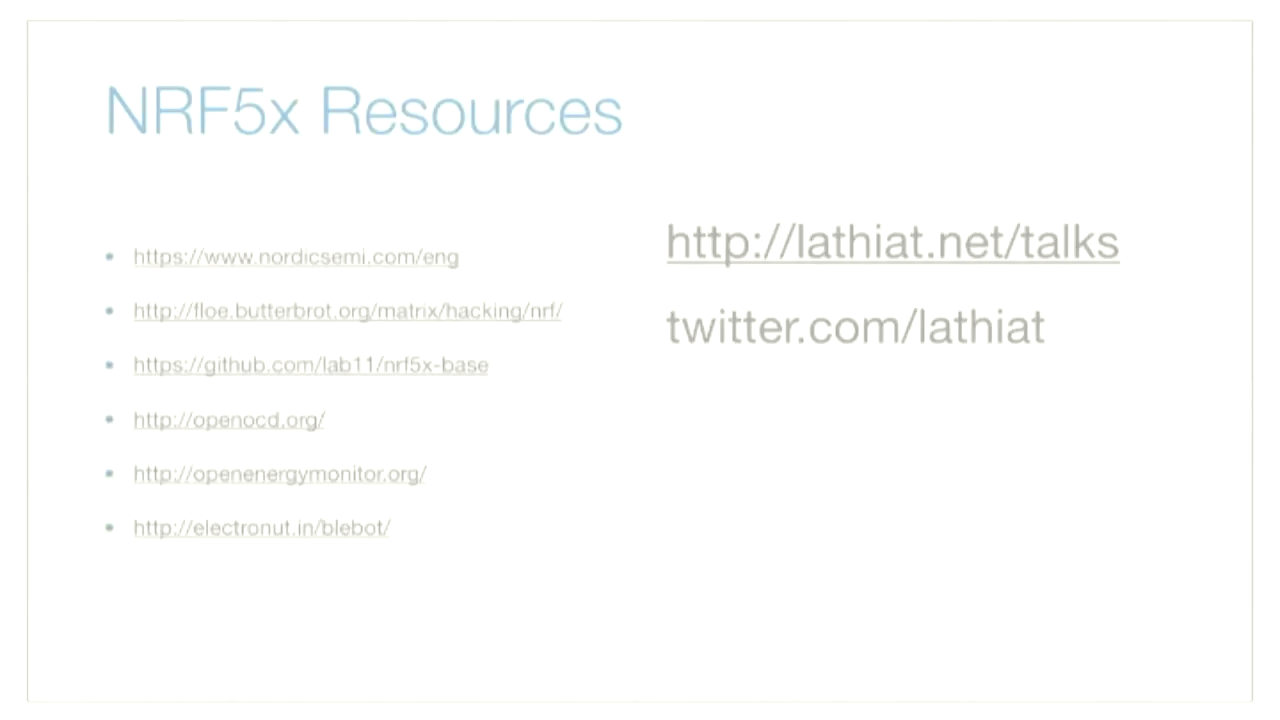 NRF5x Resources
https://www.nordicsemi.com/eng
http://floe.butterbrot.org/matrix/hacking/nrf/
https://github.com/lab11/nrf5x-base
http://openocd.org/
http://openenergymonitor.org/
http://electronut.in/blebot/
http://lathiat.net/talks
twitter.com/lathiat